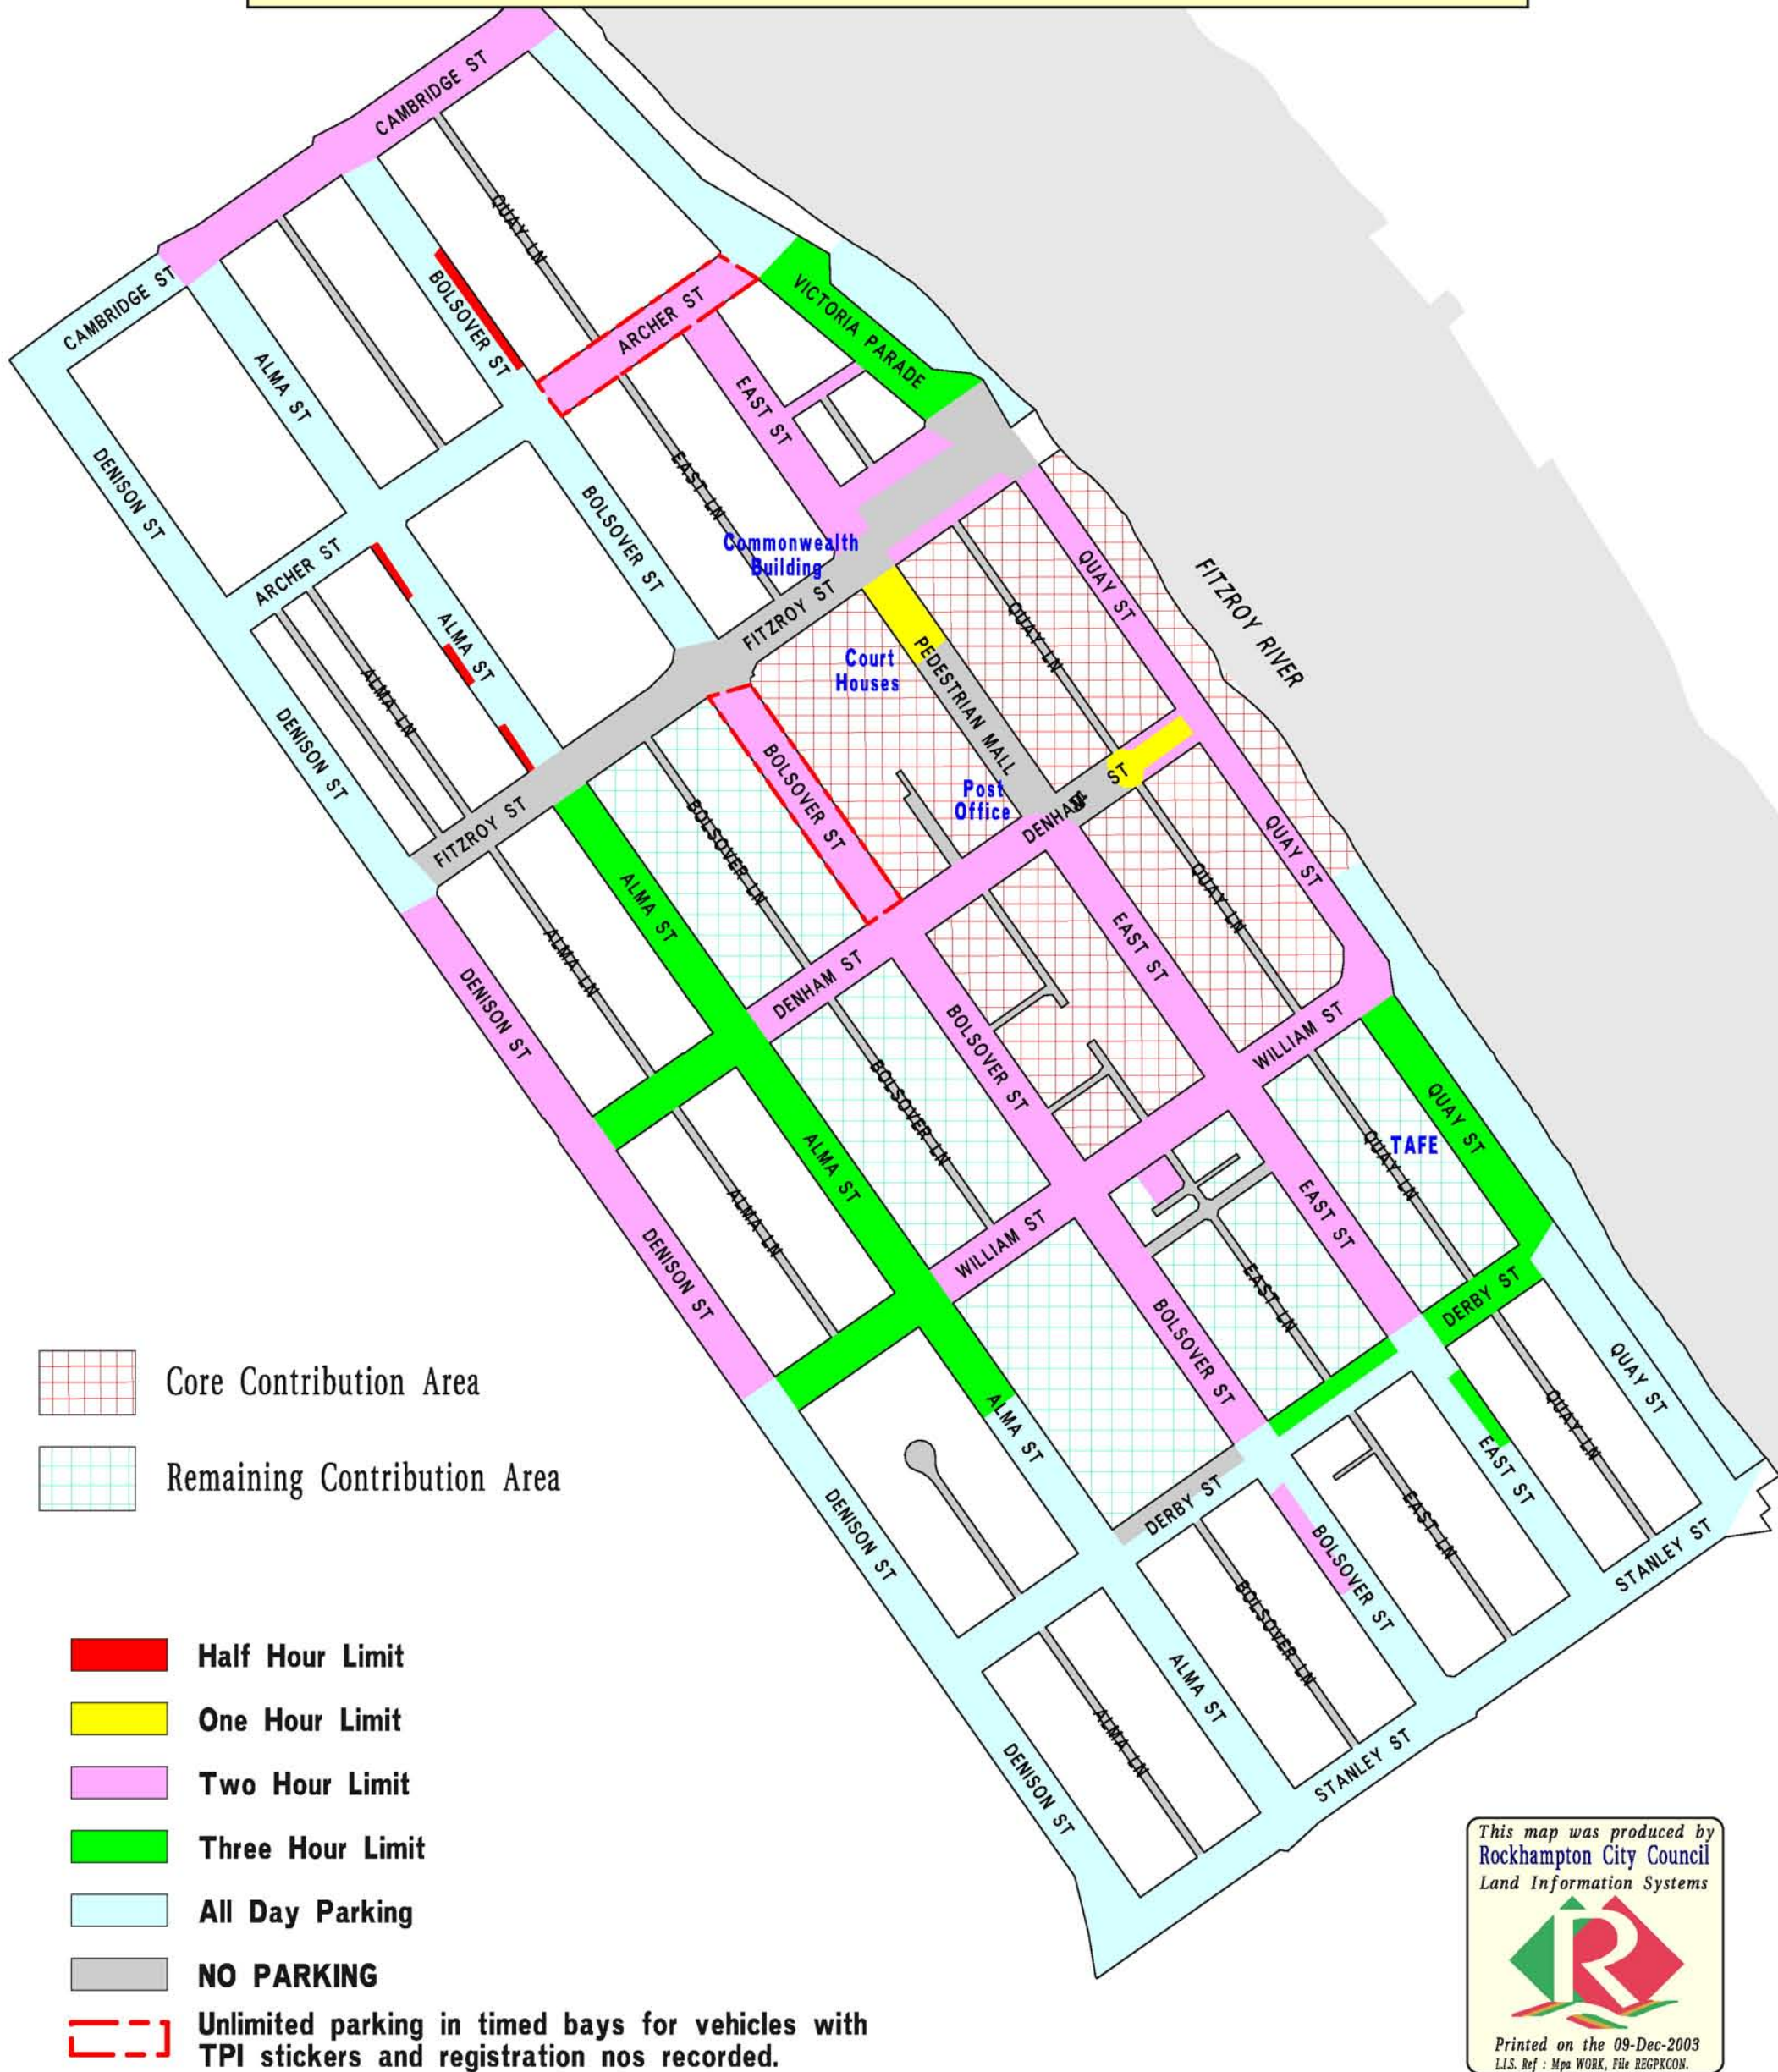 CAMBRIDGE ST
CAMBRIDGE ST
QUAY LN
BOLSOVER ST
ALMA ST
ARCHER ST
VICTORIA PARADE
EAST ST
DENISON ST
EAST LN
BOLSOVER ST
Commonwealth
Building
ARCHER ST
FITZROY ST
QUAY ST
FITZROY RIVER
ALMA ST
ALMA LN
QUAY LN
PEDESTRIAN MALL
Court
Houses
DENISON ST
BOLSOVER ST
Post
Office
DENHAM
ST
FITZROY ST
BOLSOVER LN
ALMA ST
QUAY ST
QUAY LN
EAST ST
DENHAM ST
ALMA LN
DENISON ST
BOLSOVER ST
WILLIAM ST
BOLSOVER LN
QUAY ST
TAFE
QUAY LN
ALMA ST
ALMA LN
EAST ST
WILLIAM ST
DENISON ST
EAST LN
DERBY ST
BOLSOVER ST
QUAY ST
QUAY LN
ALMA ST
EAST ST
DERBY ST
EAST LN
DENISON ST
BOLSOVER ST
STANLEY ST
BOLSOVER LN
ALMA ST
ALMA LN
STANLEY ST
DENISON ST
Core Contribution Area
Remaining Contribution Area
Half Hour Limit
One Hour Limit
Two Hour Limit
Three Hour Limit
All Day Parking
NO PARKING
Unlimited parking in timed bays for vehicles with
TPI stickers and registration nos recorded.
This map was produced by
Rockhampton City Council
Land Information Systems
R
Printed on the 09-Dec-2003
L.I.S. Ref : Mpa WORK, File REGPKCON.